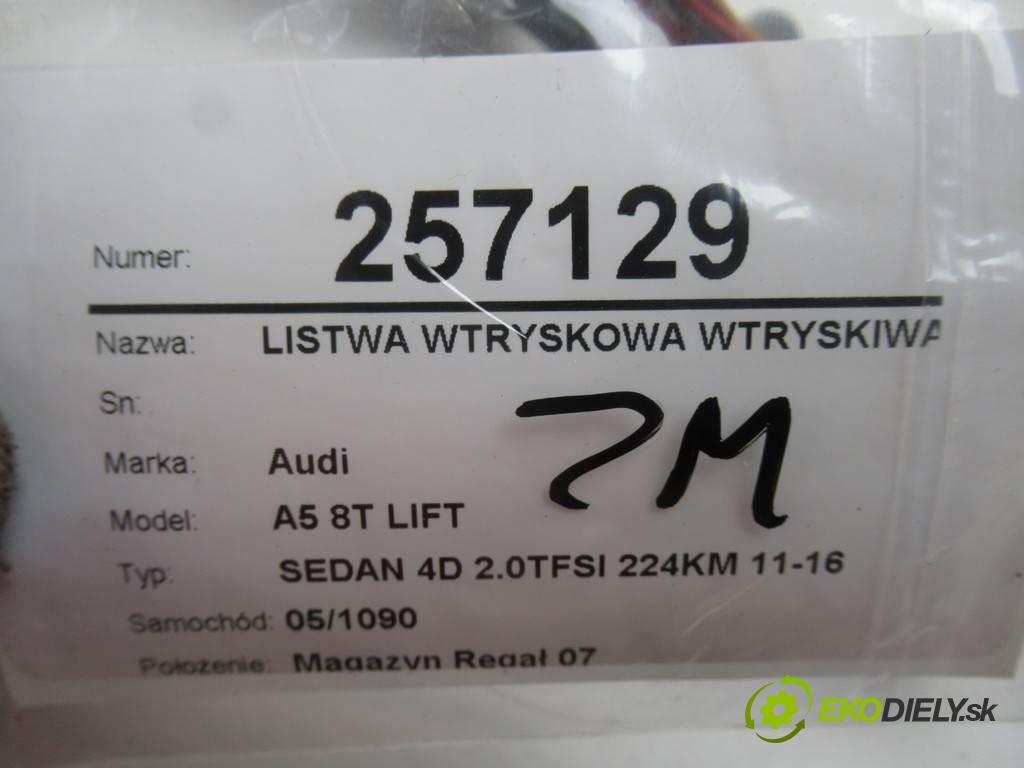 Numer: 257129
Nazwa: LISTWA WTRYSKOWA WTRYSKIWA
Sn:
Marka: Audi
Model: A5 8T LIFT
Typ: SEDAN 4D 2.0TFSI 224KM 11-16
Samochód: 05/1090
Położenie: Magazyn Regał 07
EKODIELY.sk